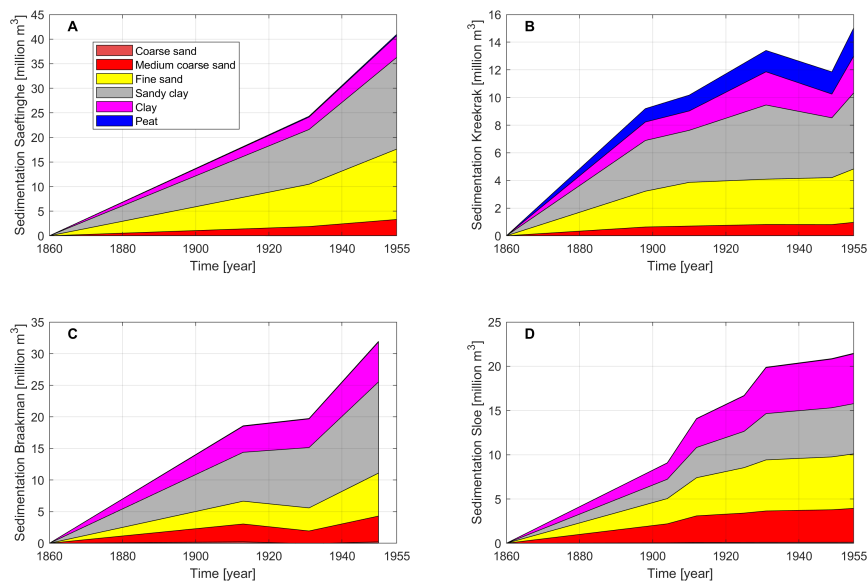 A
Sedimentation Saeftinghe [million m³]
45
40
35
30
25
20
15
10
5
0
Coarse sand
Medium coarse sand
Fine sand
Sandy clay
Clay
Peat
1860 1880 1900 1920 1940 1955
Time [year]
B
Sedimentation Kreekrak [million m³]
16
14
12
10
8
6
4
2
0
1860 1880 1900 1920 1940 1955
Time [year]
C
Sedimentation Braakman [million m³]
35
30
25
20
15
10
5
0
1860 1880 1900 1920 1940 1955
Time [year]
D
Sedimentation Sloe [million m³]
25
20
15
10
5
0
1860 1880 1900 1920 1940 1955
Time [year]